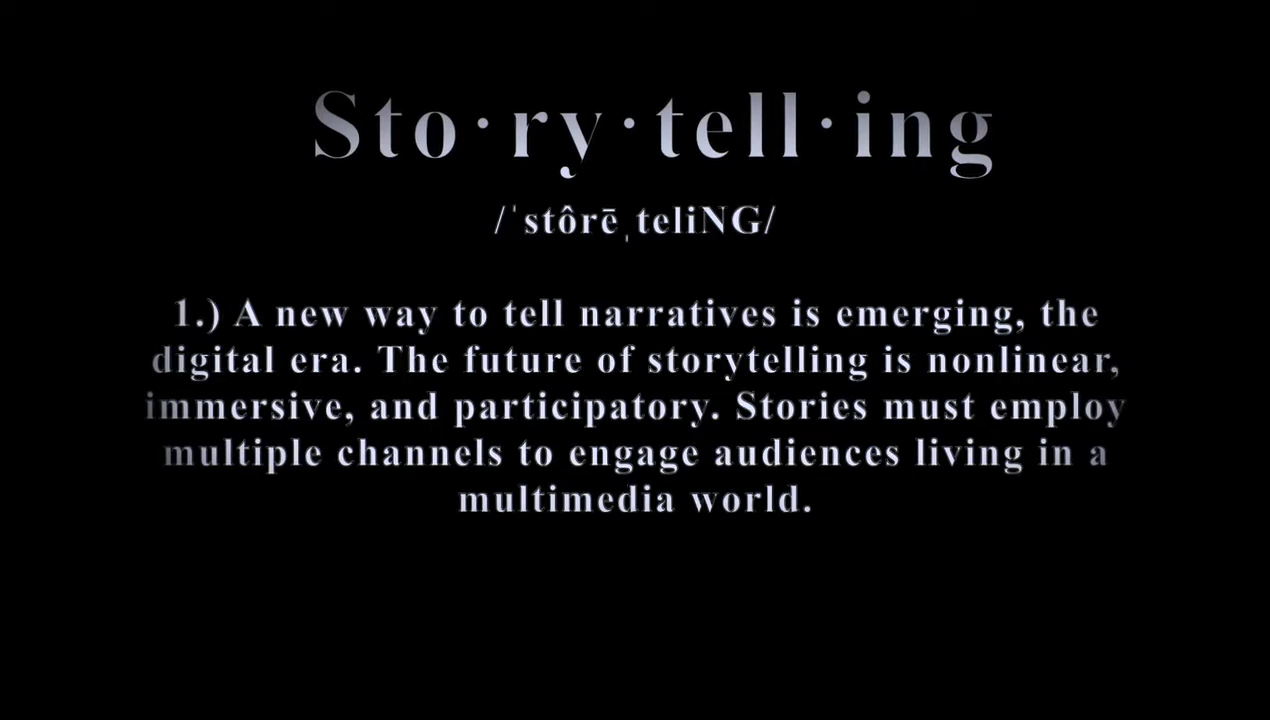 Sto·ry·tell·ing
/ˈstôrēˌteliNG/
1.) A new way to tell narratives is emerging, the
digital era. The future of storytelling is nonlinear,
immersive, and participatory. Stories must employ
multiple channels to engage audiences living in a
multimedia world.